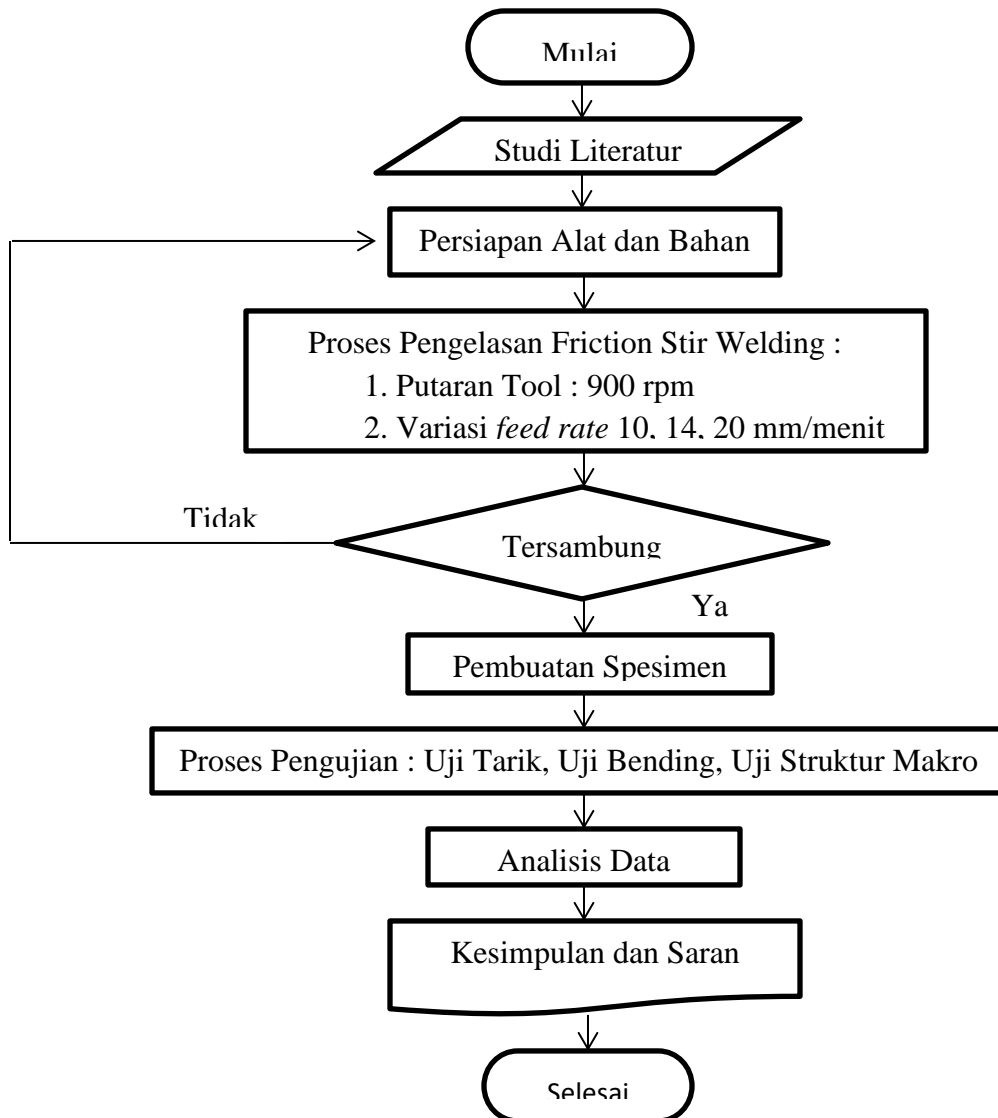 Mulai
Studi Literatur
Persiapan Alat dan Bahan
Proses Pengelasan Friction Stir Welding :
1. Putaran Tool : 900 rpm
2. Variasi feed rate 10, 14, 20 mm/menit
Tidak
Tersambung
Ya
Pembuatan Spesimen
Proses Pengujian : Uji Tarik, Uji Bending, Uji Struktur Makro
Analisis Data
Kesimpulan dan Saran
Selesai